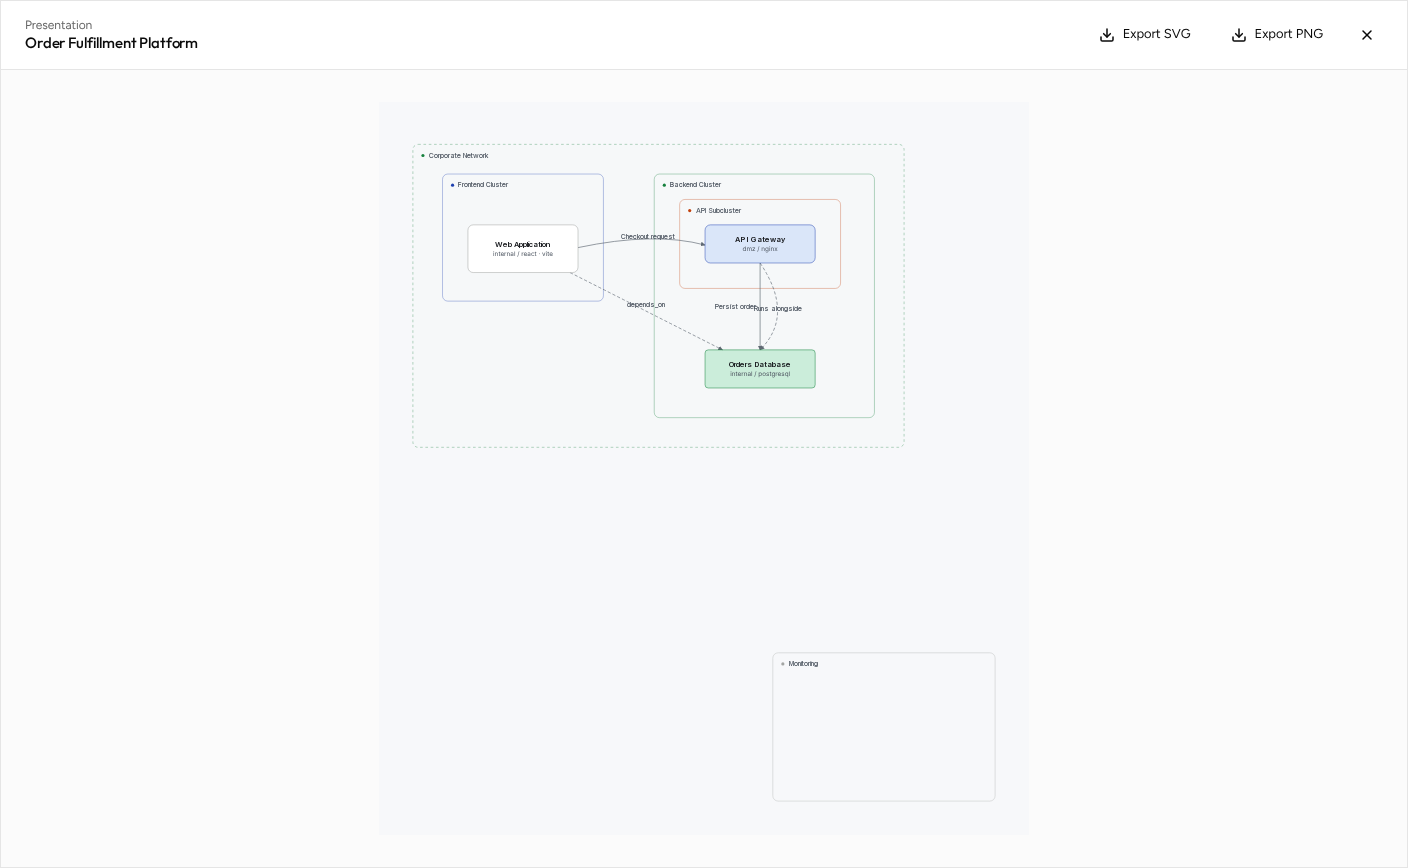 Presentation
Order Fulfillment Platform
Export SVG
Export PNG
Corporate Network
Frontend Cluster
Backend Cluster
API Subcluster
Web Application
internal / react · vite
Checkout request
API Gateway
dmz / nginx
depends_on
Persist order
Runs alongside
Orders Database
internal / postgresql
Monitoring